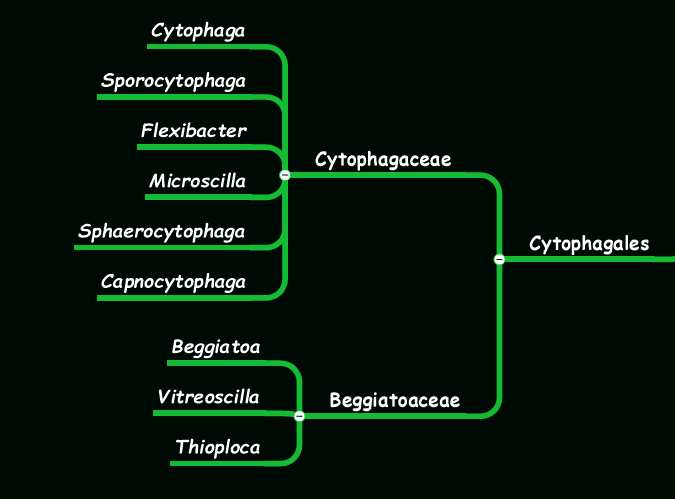 Cytophaga
Sporocytophaga
Flexibacter
Cytophagaceae
Microscilla
Sphaerocytophaga
Cytophagales
Capnocytophaga
Beggiatoa
Vitreoscilla
Beggiatoaceae
Thioploca